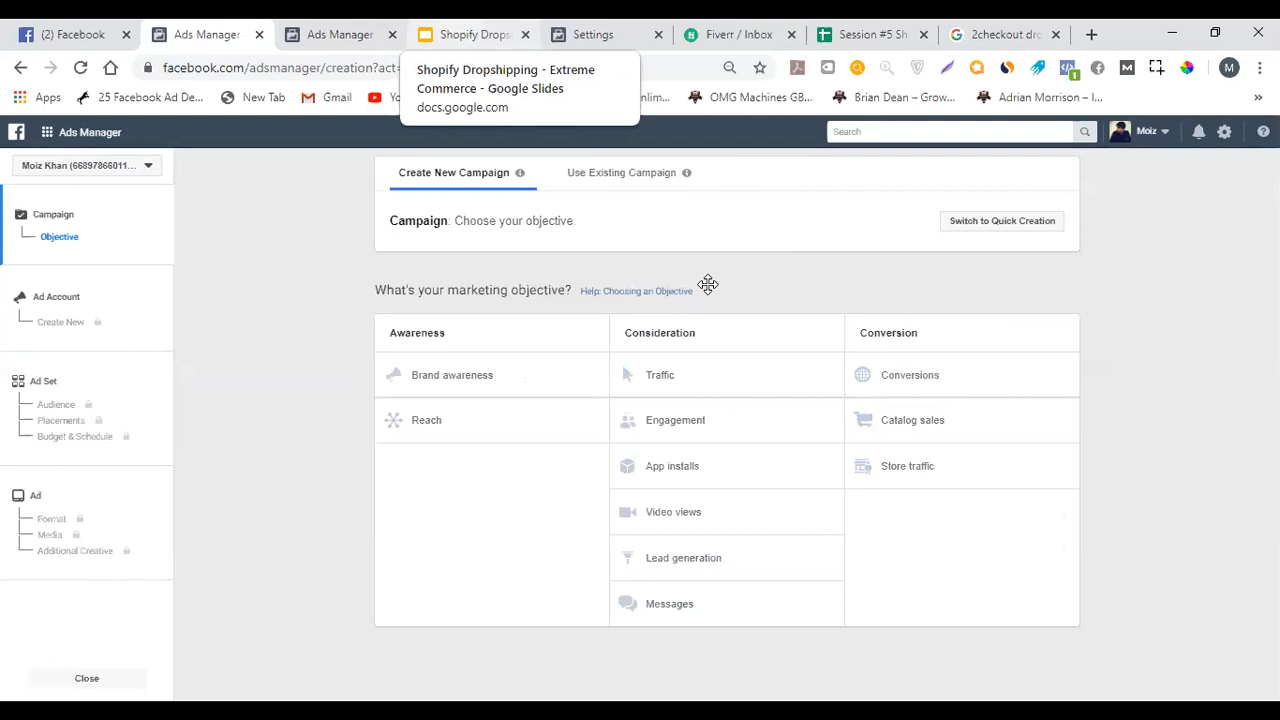 (2) Facebook
Ads Manager
Ads Manager
Shopify Drops
Settings
Fiverr / Inbox
Session #5 Sh
2checkout dro
facebook.com/adsmanager/creation?act=
Shopify Dropshipping - Extreme
Commerce - Google Slides
docs.google.com
Apps
25 Facebook Ad De...
New Tab
Gmail
OMG Machines GB...
Brian Dean – Grow...
Adrian Morrison – I...
Ads Manager
Search
Moiz
Moiz Khan (66897866011...
Create New Campaign
Use Existing Campaign
Campaign: Choose your objective.
Switch to Quick Creation
Campaign
Objective
Ad Account
Create New
Ad Set
Audience
Placements
Budget & Schedule
Ad
Format
Media
Additional Creative
Close
What's your marketing objective? Help: Choosing an Objective
Awareness
Consideration
Conversion
Brand awareness
Traffic
Conversions
Reach
Engagement
Catalog sales
App installs
Store traffic
Video views
Lead generation
Messages